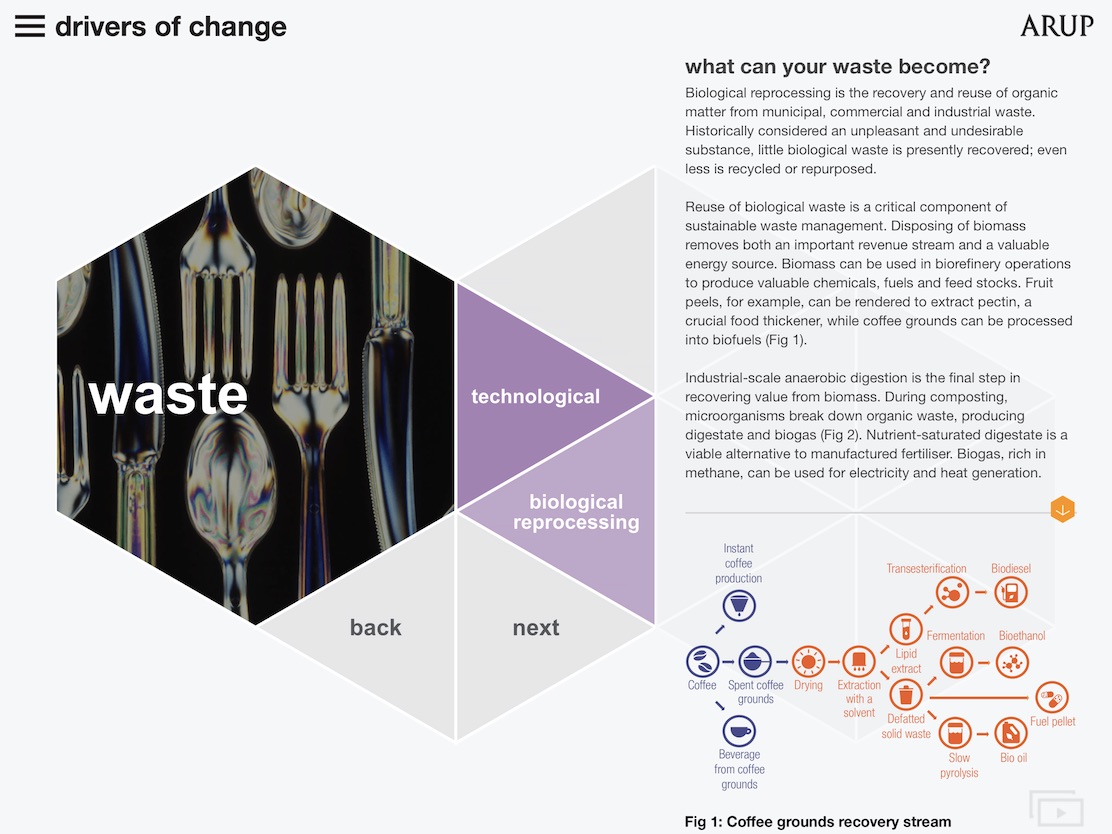 drivers of change
ARUP
what can your waste become?
Biological reprocessing is the recovery and reuse of organic
matter from municipal, commercial and industrial waste.
Historically considered an unpleasant and undesirable
substance, little biological waste is presently recovered; even
less is recycled or repurposed.
Reuse of biological waste is a critical component of
sustainable waste management. Disposing of biomass
removes both an important revenue stream and a valuable
energy source. Biomass can be used in biorefinery operations
to produce valuable chemicals, fuels and feed stocks. Fruit
peels, for example, can be rendered to extract pectin, a
crucial food thickener, while coffee grounds can be processed
into biofuels (Fig 1).
Industrial-scale anaerobic digestion is the final step in
recovering value from biomass. During composting,
microorganisms break down organic waste, producing
digestate and biogas (Fig 2). Nutrient-saturated digestate is a
viable alternative to manufactured fertiliser. Biogas, rich in
methane, can be used for electricity and heat generation.
waste
technological
biological
reprocessing
back
next
Instant
coffee
production
Coffee
Spent coffee
grounds
Beverage
from coffee
grounds
Drying
Extraction
with a
solvent
Lipid
extract
Transesterification
Biodiesel
Defatted
solid waste
Fermentation
Bioethanol
Fuel pellet
Slow
pyrolysis
Bio oil
Fig 1: Coffee grounds recovery stream